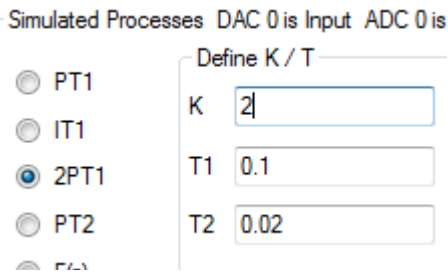 Simulated Processes DAC 0 is Input ADC 0 is
Define K / T
PT1
K 2
IT1
2PT1
T1 0.1
PT2
T2 0.02